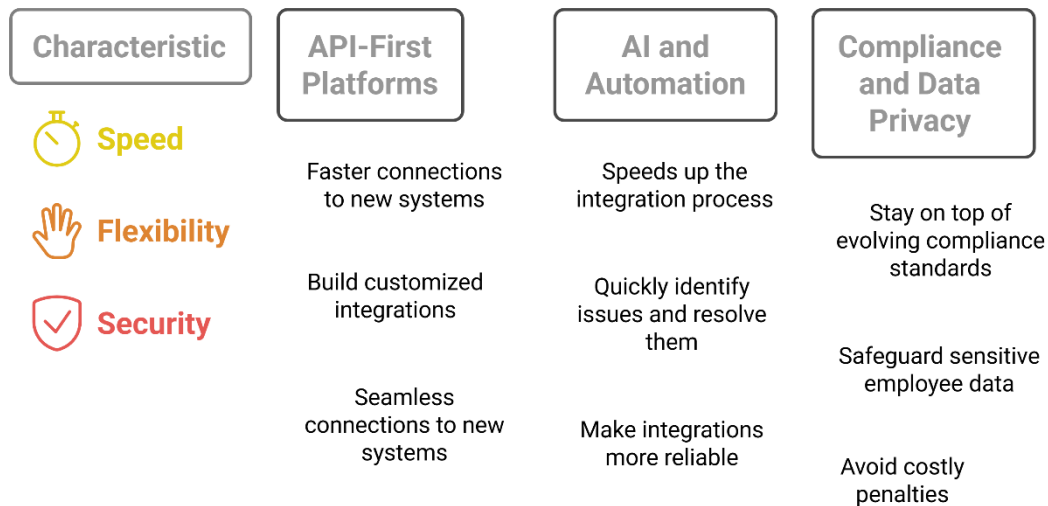 Characteristic
API-First
Platforms
AI and
Automation
Compliance
and Data
Privacy
Speed
Faster connections
to new systems
Speeds up the
integration process
Stay on top of
evolving compliance
standards
Flexibility
Build customized
integrations
Quickly identify
issues and resolve
them
Safeguard sensitive
employee data
Security
Seamless
connections to new
systems
Make integrations
more reliable
Avoid costly
penalties